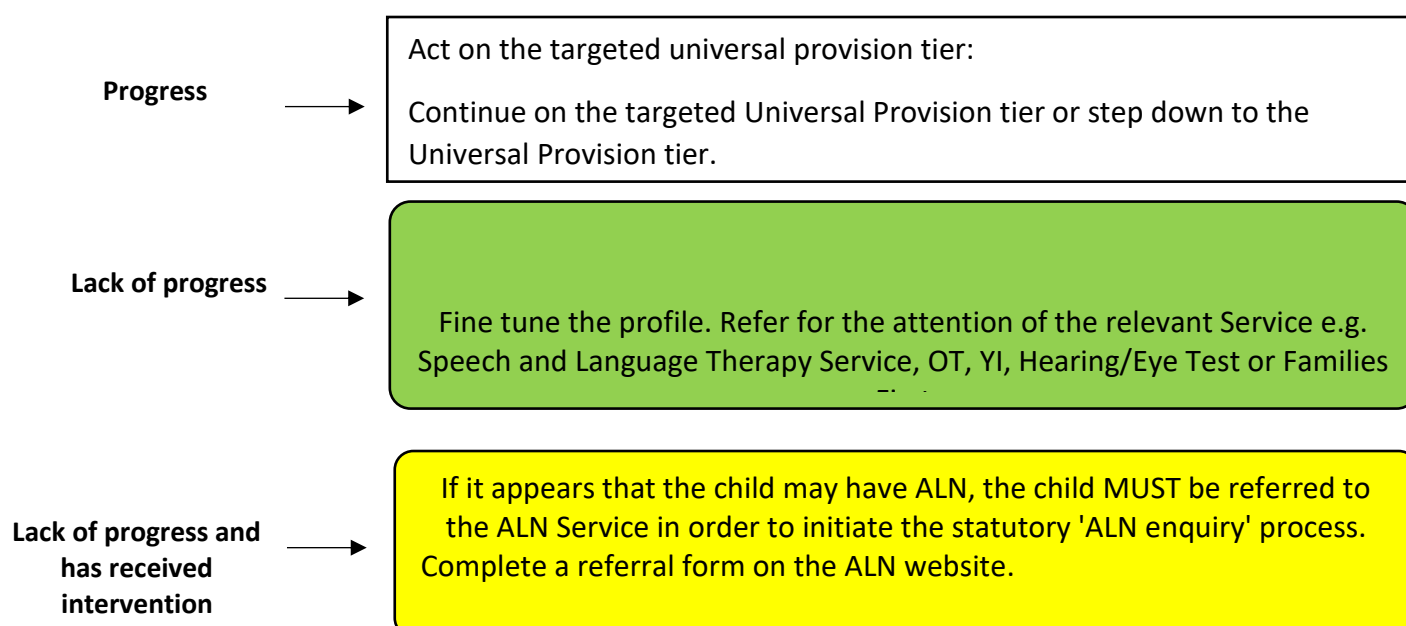 Progress
Act on the targeted universal provision tier:
Continue on the targeted Universal Provision tier or step down to the
Universal Provision tier.
Lack of progress
Fine tune the profile. Refer for the attention of the relevant Service e.g.
Speech and Language Therapy Service, OT, YI, Hearing/Eye Test or Families
Lack of progress and
has received
intervention
If it appears that the child may have ALN, the child MUST be referred to
the ALN Service in order to initiate the statutory 'ALN enquiry' process.
Complete a referral form on the ALN website.